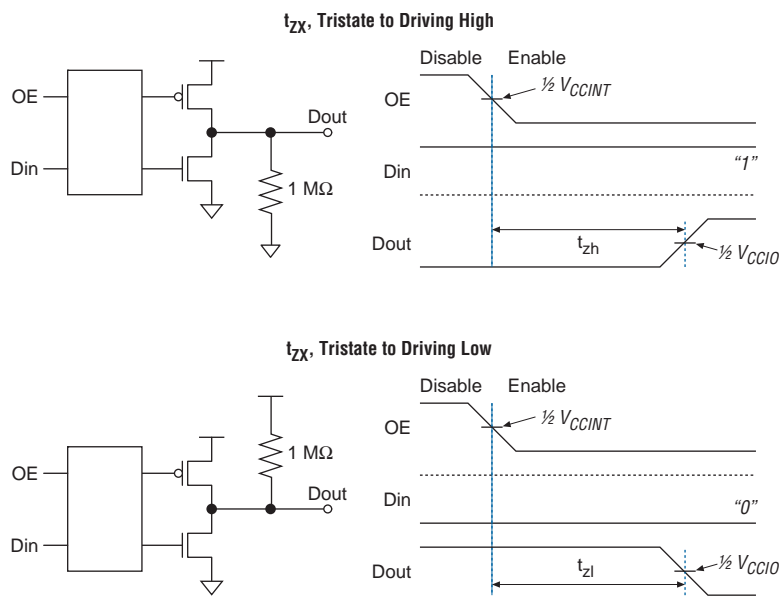 tZX, Tristate to Driving High
Disable Enable
OE
½ VCCINT
OE
Dout
Din
1 MΩ
Din
"1"
Dout
tzh
½ VCCIO
tZX, Tristate to Driving Low
Disable Enable
OE
½ VCCINT
1 MΩ
OE
Dout
Din
Din
"0"
Dout
tzl
½ VCCIO